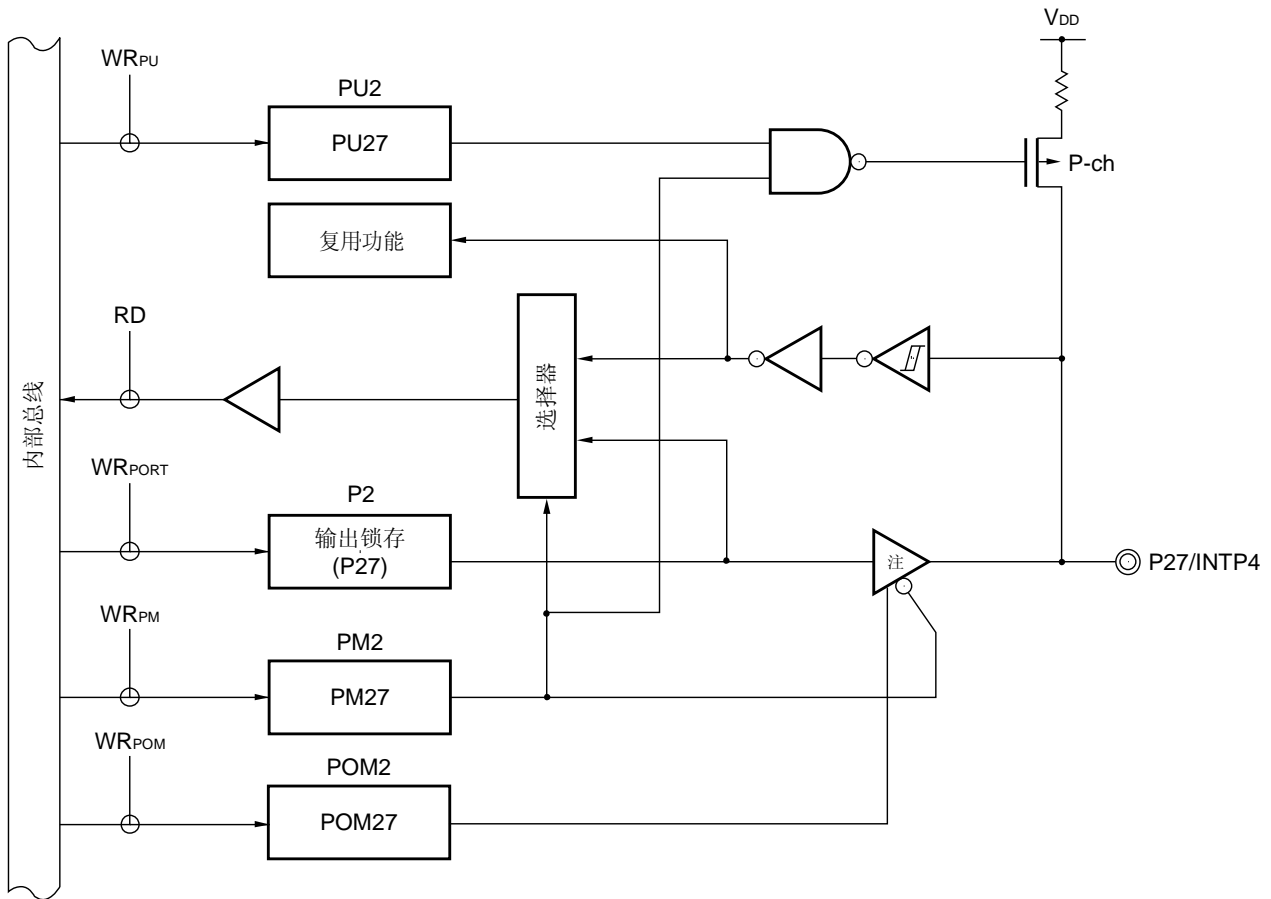 VDD
WRPU
PU2
PU27
P-ch
复用功能
RD
选择器
内部总线
WRPORT
P2
输出锁存
(P27)
注
P27/INTP4
WRPM
PM2
PM27
WRPOM
POM2
POM27